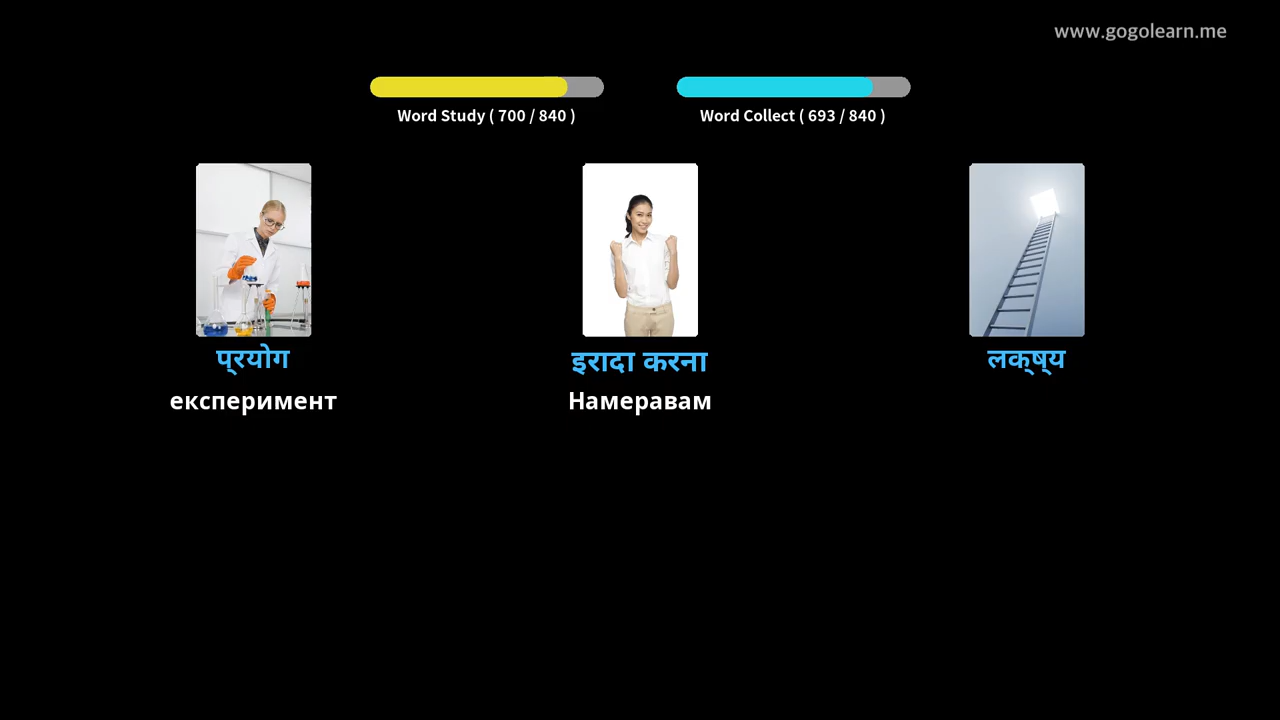 www.gogolearn.me
Word Study ( 700 / 840 )
Word Collect ( 693 / 840 )
प्रयोग
експеримент
इरादा करना
Намеравам
लक्ष्य